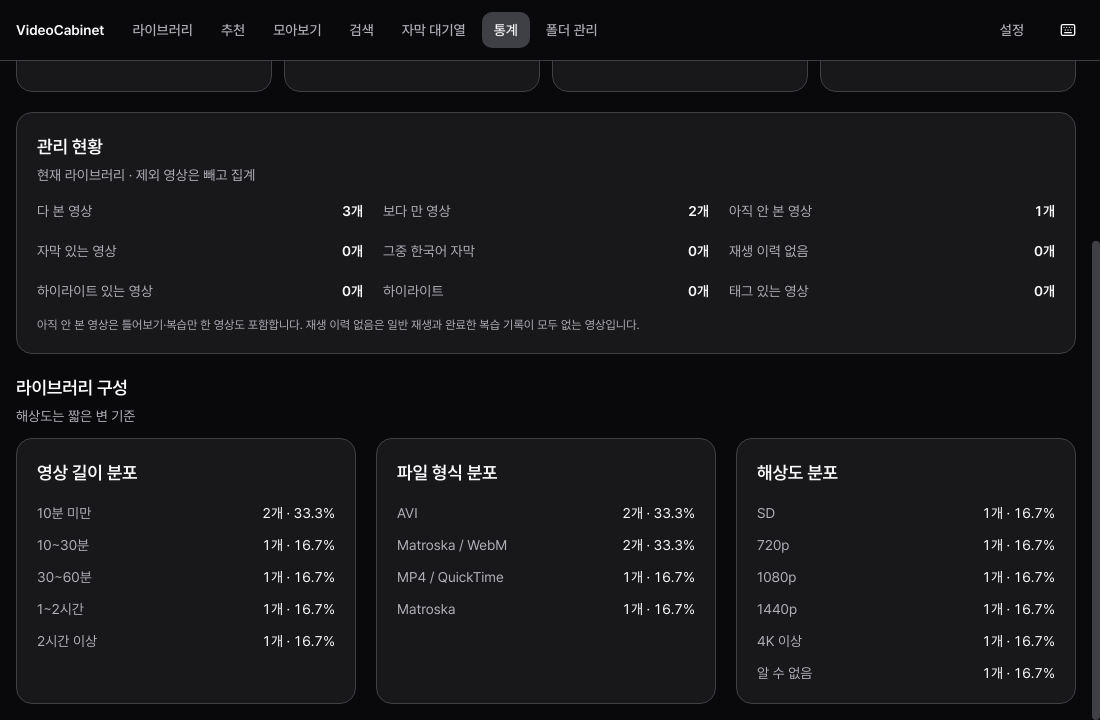 VideoCabinet 라이브러리 추천 모아보기 검색 자막 대기열 통계 폴더 관리 설정
관리 현황
현재 라이브러리 · 제외 영상은 빼고 집계
다 본 영상 3개 보다 만 영상 2개 아직 안 본 영상 1개
자막 있는 영상 0개 그중 한국어 자막 0개 재생 이력 없음 0개
하이라이트 있는 영상 0개 하이라이트 0개 태그 있는 영상 0개
아직 안 본 영상은 틀어보기·복습만 한 영상도 포함합니다. 재생 이력 없음은 일반 재생과 완료한 복습 기록이 모두 없는 영상입니다.
라이브러리 구성
해상도는 짧은 변 기준
영상 길이 분포
10분 미만 2개 · 33.3%
10~30분 1개 · 16.7%
30~60분 1개 · 16.7%
1~2시간 1개 · 16.7%
2시간 이상 1개 · 16.7%
파일 형식 분포
AVI 2개 · 33.3%
Matroska / WebM 2개 · 33.3%
MP4 / QuickTime 1개 · 16.7%
Matroska 1개 · 16.7%
해상도 분포
SD 1개 · 16.7%
720p 1개 · 16.7%
1080p 1개 · 16.7%
1440p 1개 · 16.7%
4K 이상 1개 · 16.7%
알 수 없음 1개 · 16.7%